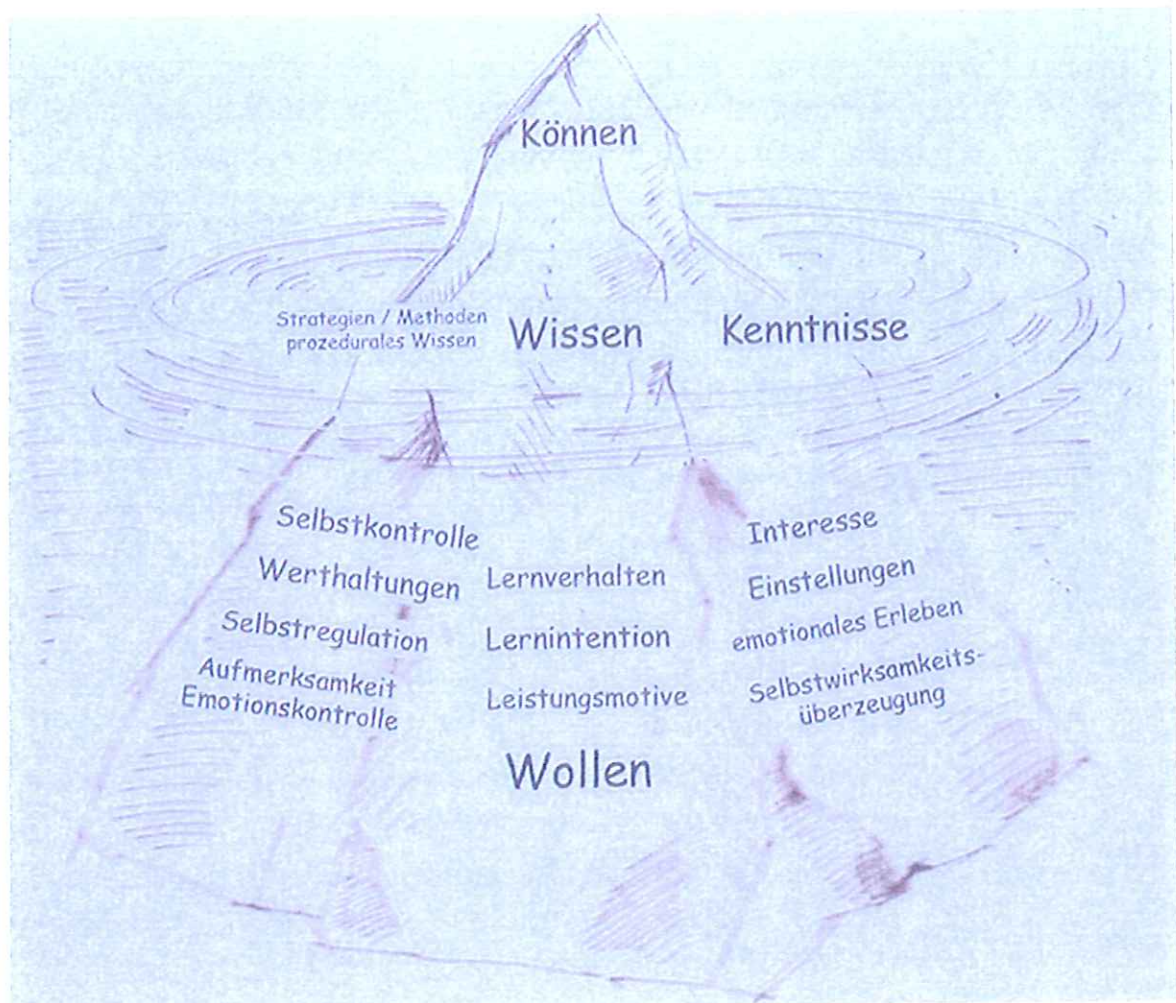 Können
Strategien / Methoden
prozedurales Wissen
Wissen
Kenntnisse
Selbstkontrolle
Werthaltungen
Selbstregulation
Aufmerksamkeit
Emotionskontrolle
Lernverhalten
Lernintention
Leistungsmotive
Interesse
Einstellungen
emotionales Erleben
Selbstwirksamkeits-
überzeugung
Wollen